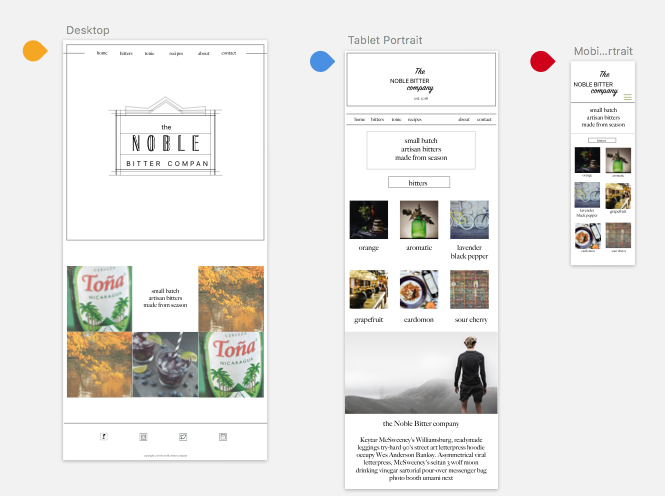 Desktop
home bitters tonic recipes about contact
the
NOBLE
BITTER COMPAN
CERVEZA
Toña
NICARAGUA
small batch
artisan bitters
made from season
CERVEZA
Toña
NICARAGUA
f
Tablet Portrait
The
NOBLE BITTER
company
home bitters tonic recipes about contact
small batch
artisan bitters
made from season
bitters
orange aromatic lavender
black pepper
grapefruit cardomon sour cherry
the Noble Bitter company
Keytar McSweeney's Williamsburg, readymade
leggings try-hard 90's street art letterpress hoodie
occupy Wes Anderson Banksy. Asymmetrical viral
letterpress, McSweeney's seitan 3 wolf moon
drinking vinegar sartorial pour-over messenger bag
photo booth umami next
Mobi...rtrait
The
NOBLE BITTER
company
small batch
artisan bitters
made from season
bitters
orange aromatic
lavender
black pepper grapefruit
cardomon sour cherry